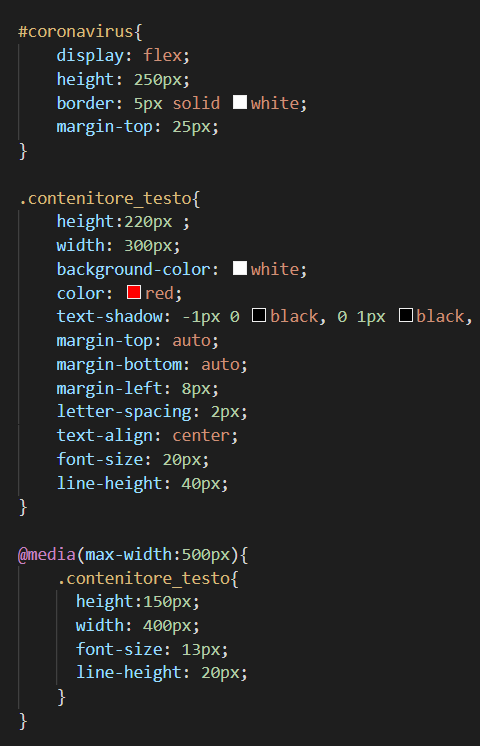 #coronavirus{
display: flex;
height: 250px;
border: 5px solid white;
margin-top: 25px;
}
.contenitore_testo{
height:220px ;
width: 300px;
background-color: white;
color: red;
text-shadow: -1px 0 black, 0 1px black,
margin-top: auto;
margin-bottom: auto;
margin-left: 8px;
letter-spacing: 2px;
text-align: center;
font-size: 20px;
line-height: 40px;
}
@media(max-width:500px){
.contenitore_testo{
height:150px;
width: 400px;
font-size: 13px;
line-height: 20px;
}
}